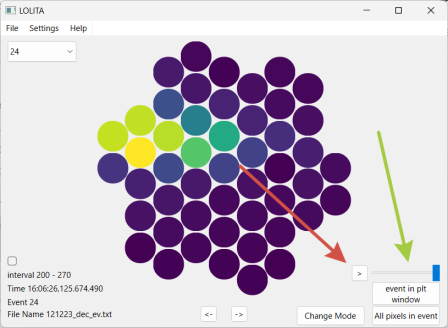 LOLITA
File Settings Help
24
>
event in plt
window
interval 200 - 270
Time 16:06:26,125.674.490
Event 24
File Name 121223_dec_ev.txt
<- -> Change Mode All pixels in event